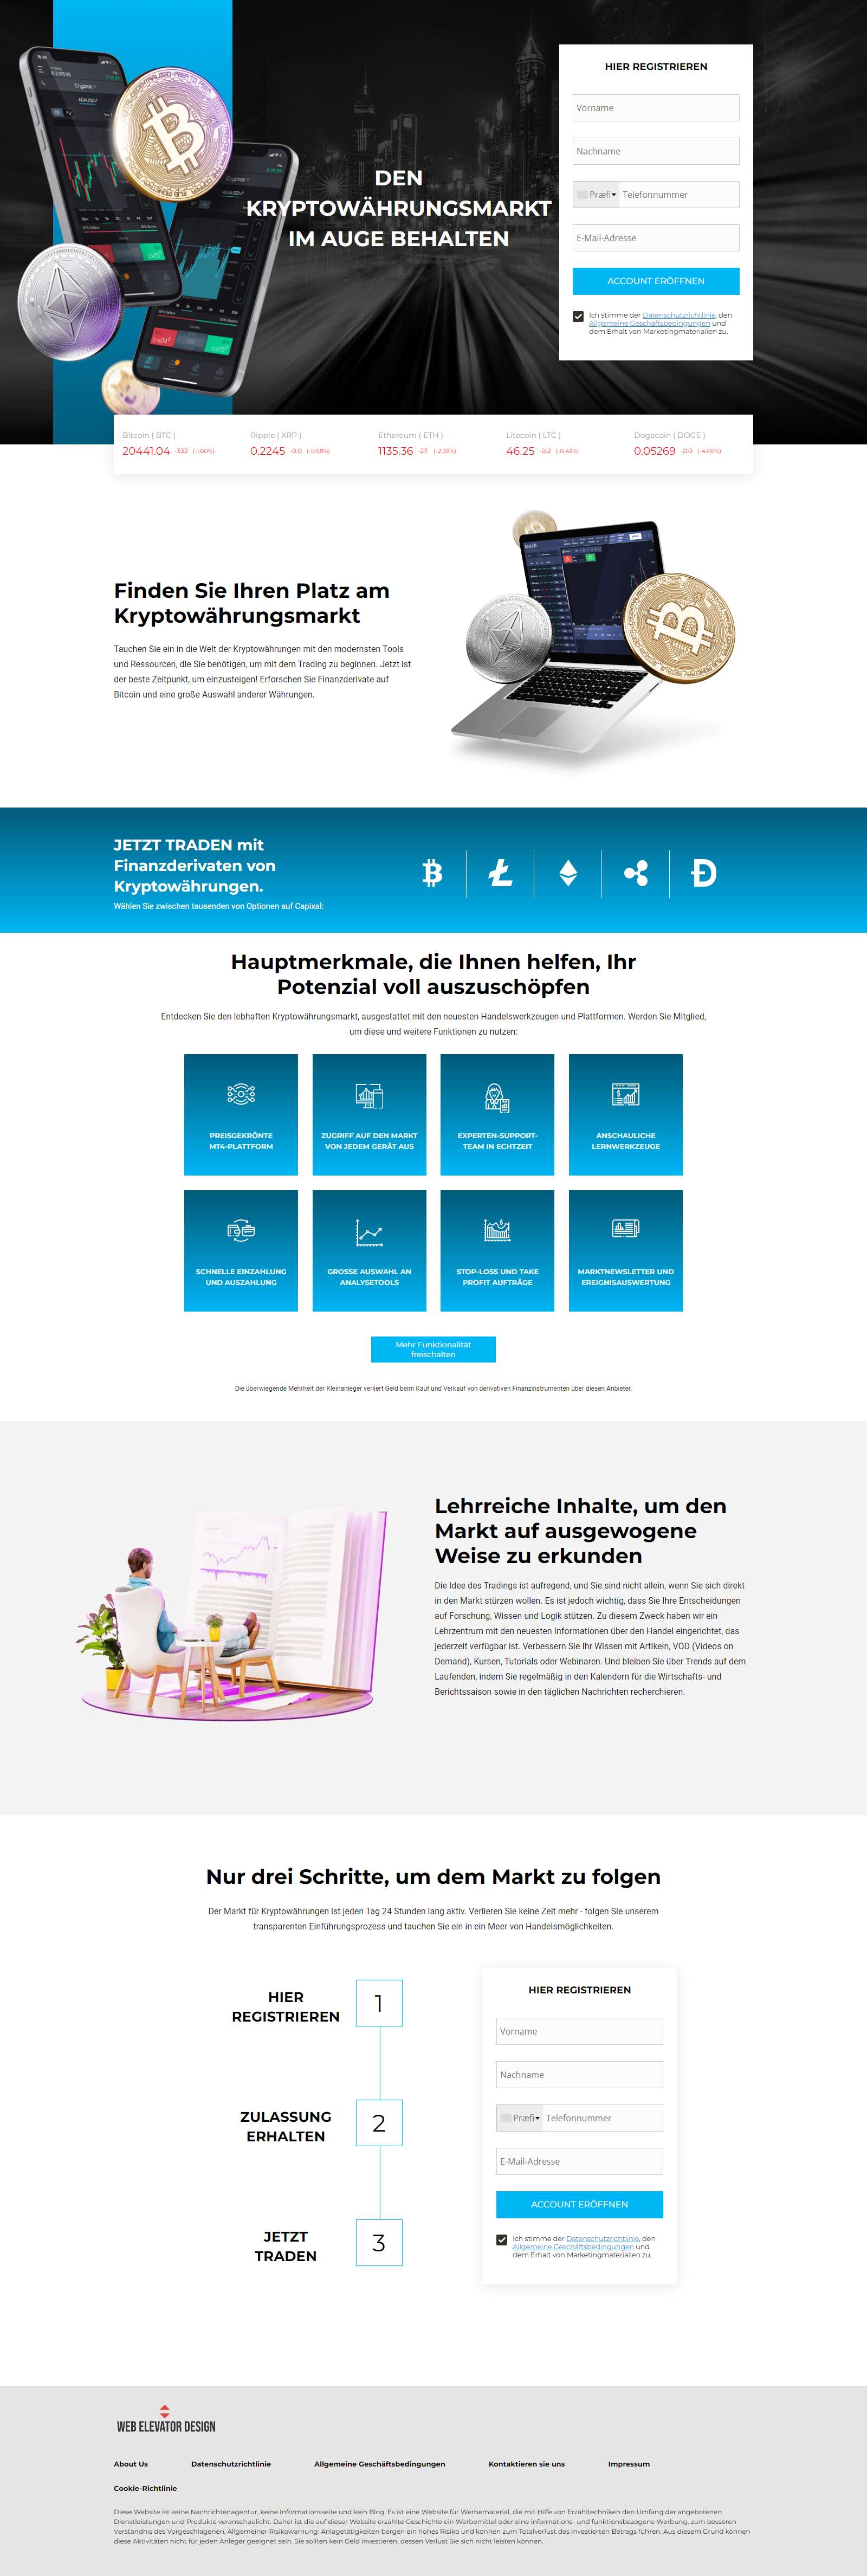 HIER REGISTRIEREN
Vorname
Nachname
Præfi Telefonnummer
E-Mail-Adresse
ACCOUNT ERÖFFNEN
Ich stimme der Datenschutzrichtlinie, den
Allgemeine Geschäftsbedingungen und
dem Erhalt von Marketingmaterialien zu.
DEN
KRYPTOWÄHRUNGSMARKT
IM AUGE BEHALTEN
Bitcoin ( BTC )
20441.04 -332 (-1.60%)
Ripple ( XRP )
0.2245 -0.0 (-0.58%)
Ethereum ( ETH )
1135.36 -27. (-2.39%)
Litecoin ( LTC )
46.25 -0.2 (-0.43%)
Dogecoin ( DOGE )
0.05269 -0.0 (-4.06%)
Finden Sie Ihren Platz am
Kryptowährungsmarkt
Tauchen Sie ein in die Welt der Kryptowährungen mit den modernsten Tools
und Ressourcen, die Sie benötigen, um mit dem Trading zu beginnen. Jetzt ist
der beste Zeitpunkt, um einzusteigen! Erforschen Sie Finanzderivate auf
Bitcoin und eine große Auswahl anderer Währungen.
JETZT TRADEN mit
Finanzderivaten von
Kryptowährungen.
Wählen Sie zwischen tausenden von Optionen auf Capixal:
Hauptmerkmale, die Ihnen helfen, Ihr
Potenzial voll auszuschöpfen
Entdecken Sie den lebhaften Kryptowährungsmarkt, ausgestattet mit den neuesten Handelswerkzeugen und Plattformen. Werden Sie Mitglied,
um diese und weitere Funktionen zu nutzen:
PREISGEKRÖNTE
MT4-PLATTFORM
ZUGRIFF AUF DEN MARKT
VON JEDEM GERÄT AUS
EXPERTEN-SUPPORT-
TEAM IN ECHTZEIT
ANSCHAULICHE
LERNWERKZEUGE
SCHNELLE EINZAHLUNG
UND AUSZAHLUNG
GROSSE AUSWAHL AN
ANALYSETOOLS
STOP-LOSS UND TAKE
PROFIT AUFTRÄGE
MARKTNEWSLETTER UND
EREIGNISAUSWERTUNG
Mehr Funktionalität
freischalten
Die überwiegende Mehrheit der Kleinanleger verliert Geld beim Kauf und Verkauf von derivativen Finanzinstrumenten über diesen Anbieter.
Lehrreiche Inhalte, um den
Markt auf ausgewogene
Weise zu erkunden
Die Idee des Tradings ist aufregend, und Sie sind nicht allein, wenn Sie sich direkt
in den Markt stürzen wollen. Es ist jedoch wichtig, dass Sie Ihre Entscheidungen
auf Forschung, Wissen und Logik stützen. Zu diesem Zweck haben wir ein
Lehrzentrum mit den neuesten Informationen über den Handel eingerichtet, das
jederzeit verfügbar ist. Verbessern Sie Ihr Wissen mit Artikeln, VOD (Videos on
Demand), Kursen, Tutorials oder Webinaren. Und bleiben Sie über Trends auf dem
Laufenden, indem Sie regelmäßig in den Kalendern für die Wirtschafts- und
Berichtssaison sowie in den täglichen Nachrichten recherchieren.
Nur drei Schritte, um dem Markt zu folgen
Der Markt für Kryptowährungen ist jeden Tag 24 Stunden lang aktiv. Verlieren Sie keine Zeit mehr - folgen Sie unserem
transparenten Einführungsprozess und tauchen Sie ein in ein Meer von Handelsmöglichkeiten.
HIER
REGISTRIEREN
1
ZULASSUNG
ERHALTEN
2
JETZT
TRADEN
3
HIER REGISTRIEREN
Vorname
Nachname
Præfi Telefonnummer
E-Mail-Adresse
ACCOUNT ERÖFFNEN
Ich stimme der Datenschutzrichtlinie, den
Allgemeine Geschäftsbedingungen und
dem Erhalt von Marketingmaterialien zu.
WEB ELEVATOR DESIGN
About Us Datenschutzrichtlinie Allgemeine Geschäftsbedingungen Kontaktieren sie uns Impressum
Cookie-Richtlinie
Diese Website ist keine Nachrichtenagentur, keine Informationsseite und kein Blog. Es ist eine Website für Werbematerial, die mit Hilfe von Erzähltechniken den Umfang der angebotenen
Dienstleistungen und Produkte veranschaulicht. Daher ist die auf dieser Website erzählte Geschichte ein Werbemittel oder eine informations- und funktionsbezogene Werbung, zum besseren
Verständnis des Vorgeschlagenen. Allgemeiner Risikowarnung: Anlagetätigkeiten bergen ein hohes Risiko und können zum Totalverlust des investierten Betrags führen. Aus diesem Grund können
diese Aktivitäten nicht für jeden Anleger geeignet sein. Sie sollten kein Geld investieren, dessen Verlust Sie sich nicht leisten können.